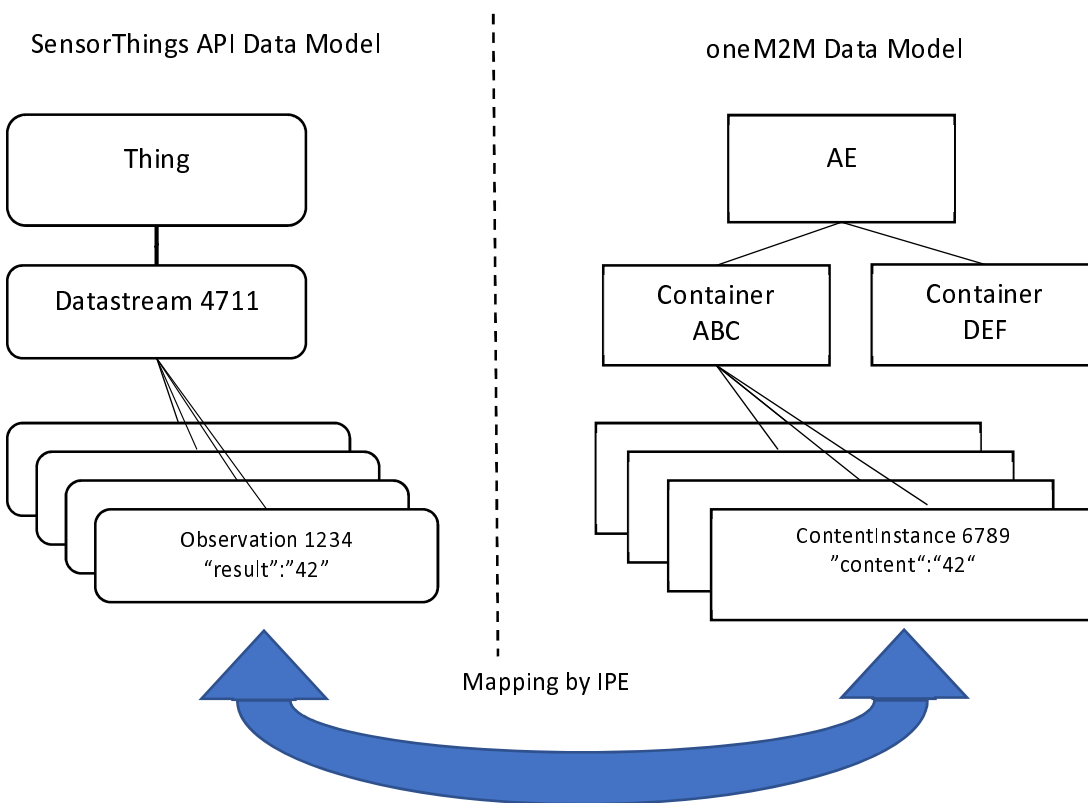 SensorThings API Data Model
oneM2M Data Model
Thing
AE
Datastream 4711
Container
ABC
Container
DEF
Observation 1234
“result”:”42”
ContentInstance 6789
”content“:“42“
Mapping by IPE